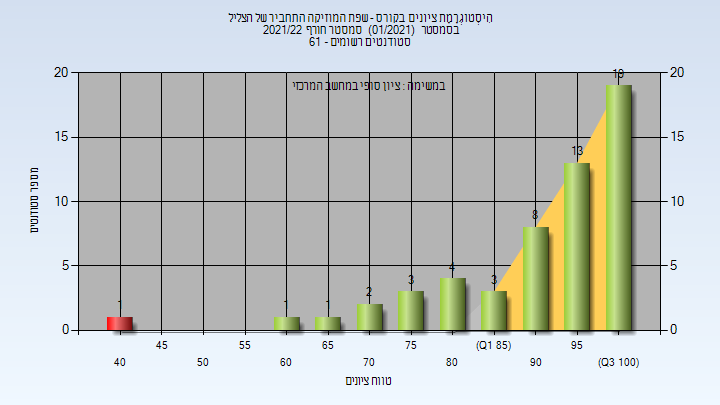 הִיסְטוֹגְרָמַת ציונים בקורס - שפת המוזיקה התחביר של הצליל
בסמסטר (01/2021) סמסטר חורף 2021/22
סטודנטים רשומים - 61
במשימה : ציון סופי במחשב המרכזי
20 20
15 15
10 10
5 5
0 0
מספר סטודנטים
1 1 1 2 3 4 3 8 13 19
45 55 65 75 (Q1 85) 95
40 50 60 70 80 90 (Q3 100)
טווח ציונים